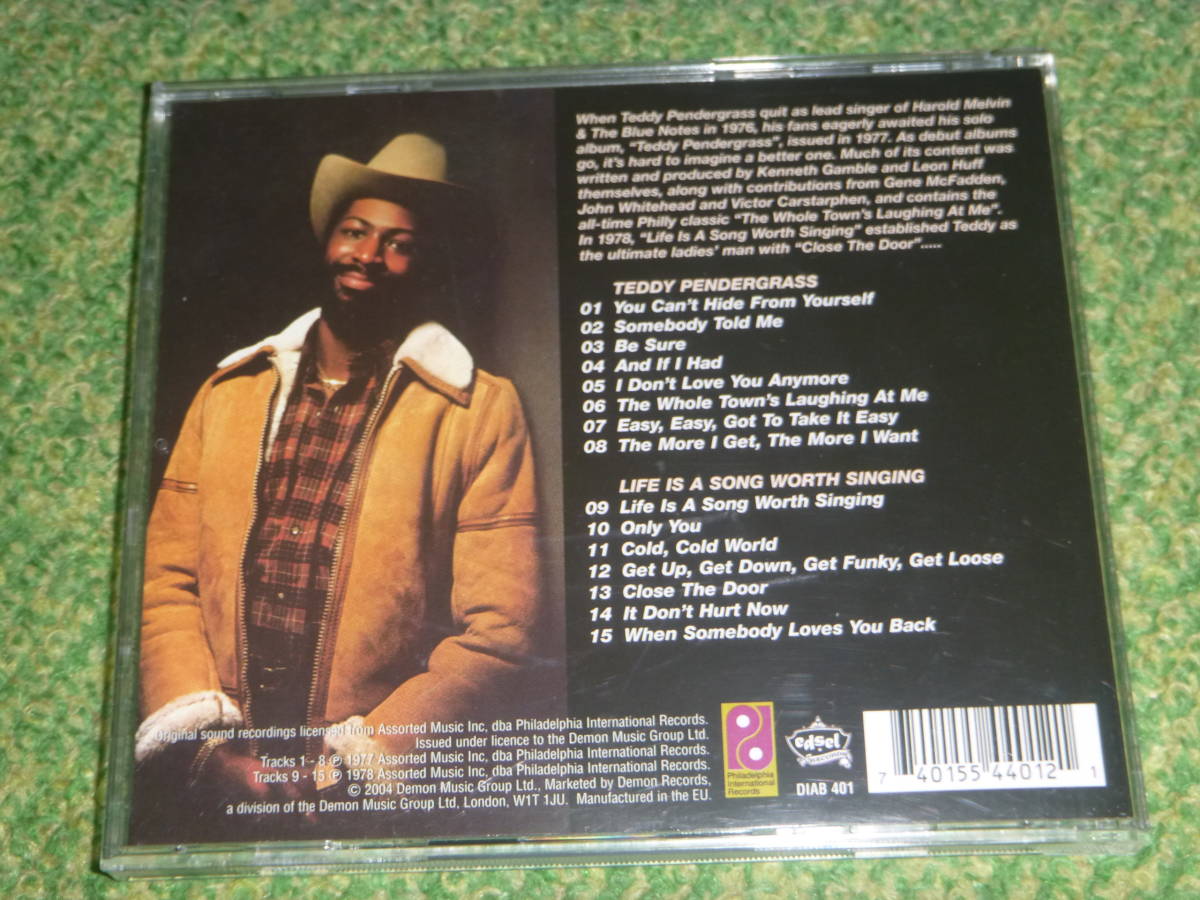 When Teddy Pendergrass quit as lead singer of Harold Melvin
& The Blue Notes in 1976, his fans eagerly awaited his solo
album, "Teddy Pendergrass", issued in 1977. As debut albums
go, it's hard to imagine a better one. Much of its content was
written and produced by Kenneth Gamble and Leon Huff
themselves, along with contributions from Gene McFadden,
John Whitehead and Victor Carstarphen, and contains the
all-time Philly classic "The Whole Town's Laughing At Me".
In 1978, "Life Is A Song Worth Singing" established Teddy as
the ultimate ladies' man with "Close The Door".....
TEDDY PENDERGRASS
01 You Can't Hide From Yourself
02 Somebody Told Me
03 Be Sure
04 And If I Had
05 I Don't Love You Anymore
06 The Whole Town's Laughing At Me
07 Easy, Easy, Got To Take It Easy
08 The More I Get, The More I Want
LIFE IS A SONG WORTH SINGING
09 Life Is A Song Worth Singing
10 Only You
11 Cold, Cold World
12 Get Up, Get Down, Get Funky, Get Loose
13 Close The Door
14 It Don't Hurt Now
15 When Somebody Loves You Back
Original sound recordings licensed from Assorted Music Inc, dba Philadelphia International Records.
Issued under licence to the Demon Music Group Ltd.
Tracks 1 - 8 ℗ 1977 Assorted Music Inc, dba Philadelphia International Records.
Tracks 9 - 15 ℗ 1978 Assorted Music Inc, dba Philadelphia International Records.
© 2004 Demon Music Group Ltd., Marketed by Demon Records,
a division of the Demon Music Group Ltd, London, W1T 1JU. Manufactured in the EU.
Philadelphia
International
Records
edsel
RECORDS
DIAB 401
7 40155 44012 1